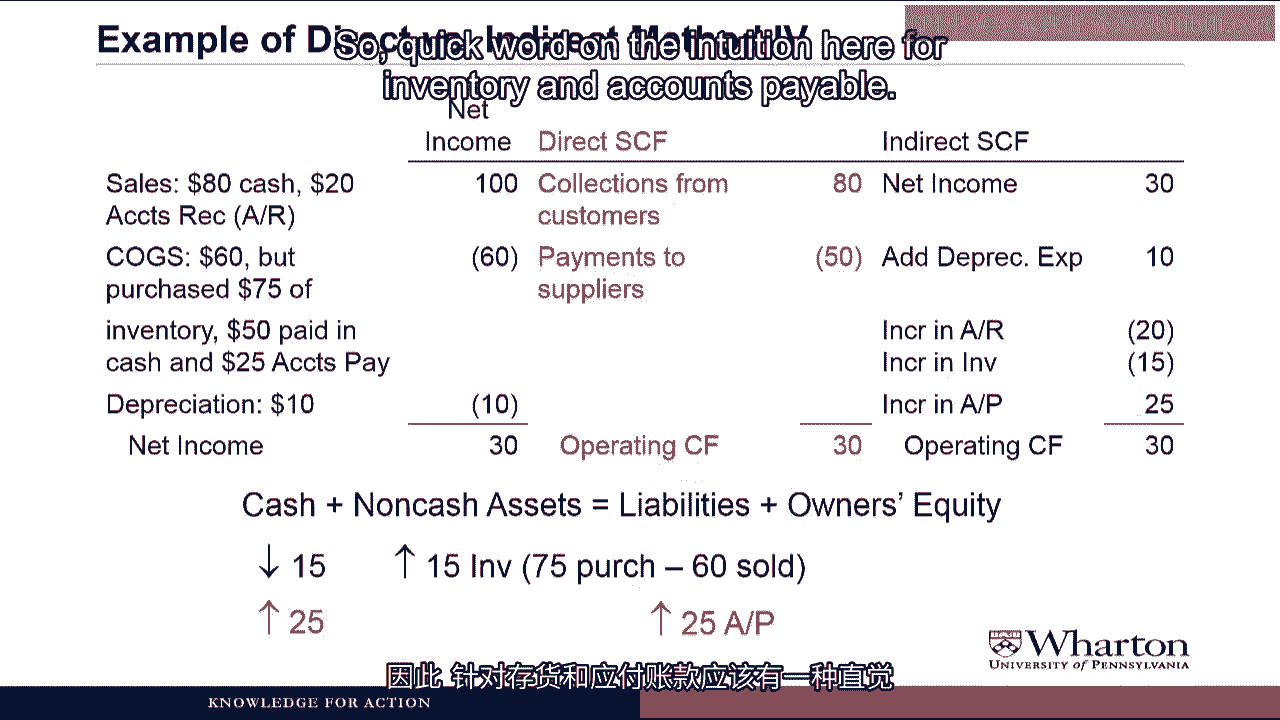 Example of Direct vs. Indirect Method IV
So, quick word on the intuition here for
inventory and accounts payable.
Net
Income Direct SCF Indirect SCF
Sales: $80 cash, $20 100 Collections from 80 Net Income 30
Accts Rec (A/R) customers
COGS: $60, but (60) Payments to (50) Add Deprec. Exp 10
purchased $75 of suppliers
inventory, $50 paid in Incr in A/R (20)
cash and $25 Accts Pay Incr in Inv (15)
Depreciation: $10 (10) Incr in A/P 25
Net Income 30 Operating CF 30 Operating CF 30
Cash + Noncash Assets = Liabilities + Owners’ Equity
↓ 15 ↑ 15 Inv (75 purch – 60 sold)
↑ 25 ↑ 25 A/P
Wharton
UNIVERSITY of PENNSYLVANIA
因此 针对存货和应付账款应该有一种直觉
KNOWLEDGE FOR ACTION